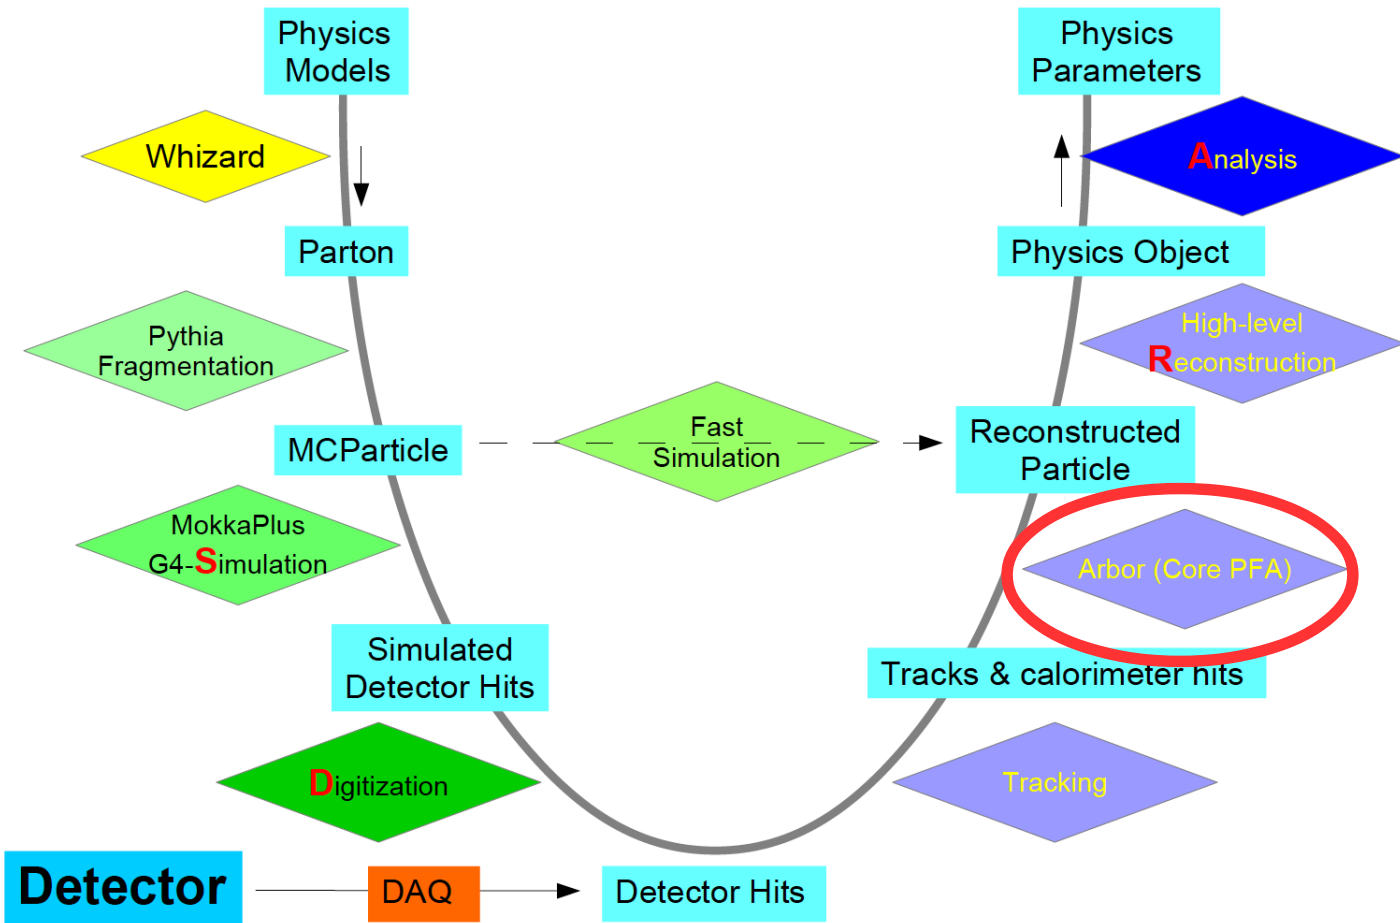 Physics
Models
Physics
Parameters
Whizard
Analysis
Parton
Physics Object
Pythia
Fragmentation
High-level
Reconstruction
MCParticle
Fast
Simulation
Reconstructed
Particle
MokkaPlus
G4-Simulation
Arbor (Core PFA)
Simulated
Detector Hits
Tracks & calorimeter hits
Digitization
Tracking
Detector
DAQ
Detector Hits